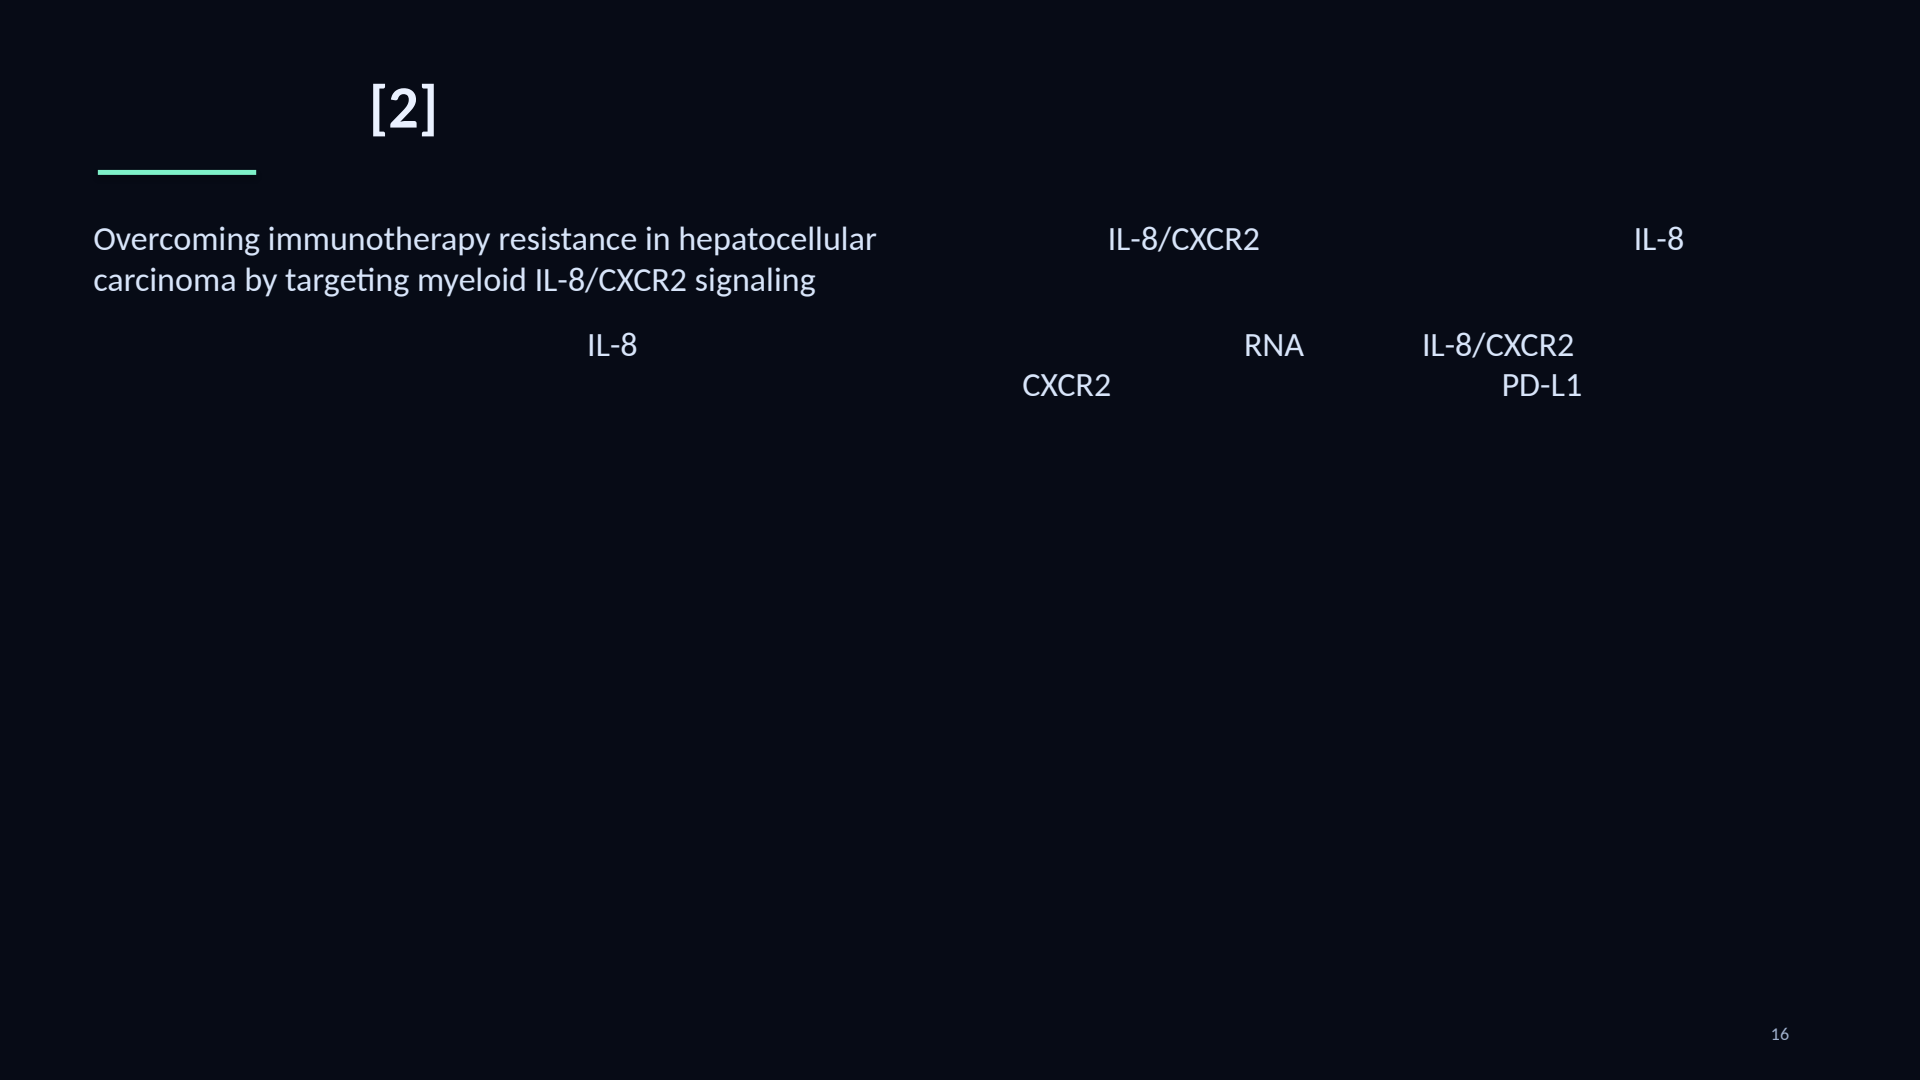 [2]
Overcoming immunotherapy resistance in hepatocellular
carcinoma by targeting myeloid IL-8/CXCR2 signaling
IL-8
IL-8/CXCR2 IL-8
RNA IL-8/CXCR2
CXCR2 PD-L1
16